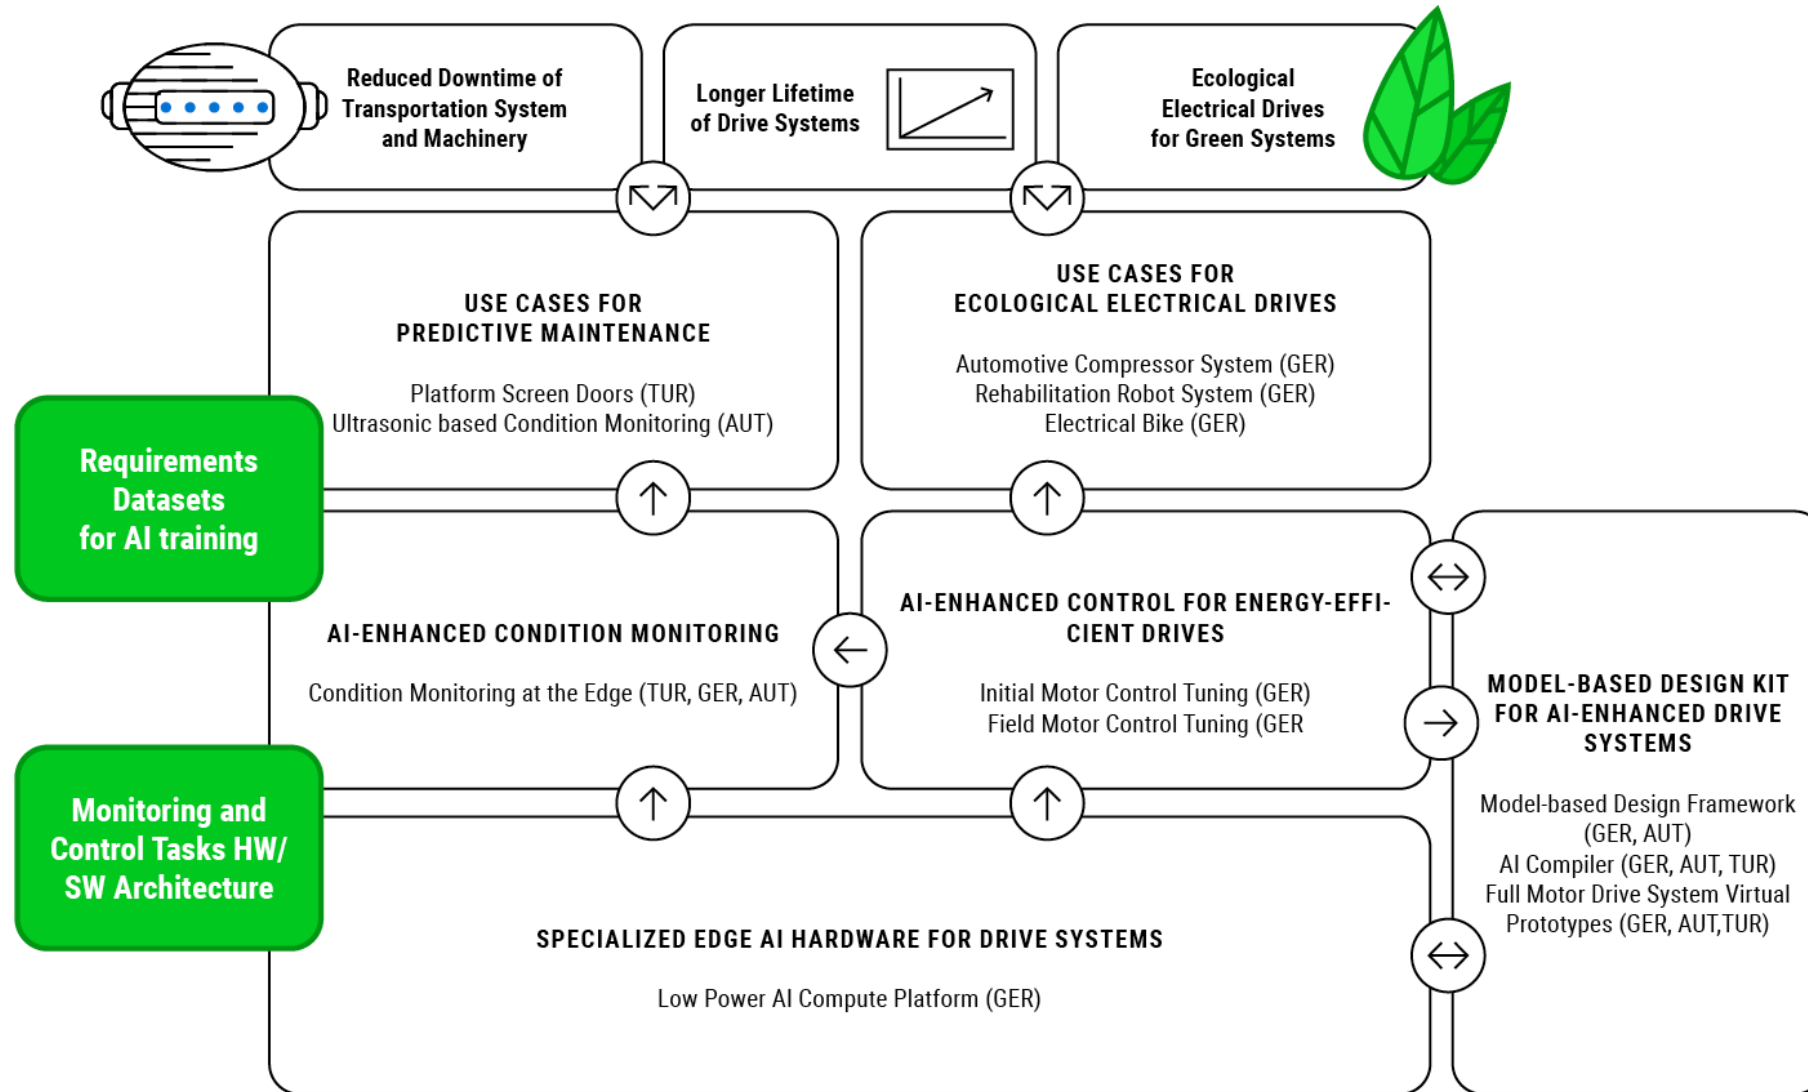 Reduced Downtime of
Transportation System
and Machinery
Longer Lifetime
of Drive Systems
Ecological
Electrical Drives
for Green Systems
USE CASES FOR
PREDICTIVE MAINTENANCE
Platform Screen Doors (TUR)
Ultrasonic based Condition Monitoring (AUT)
USE CASES FOR
ECOLOGICAL ELECTRICAL DRIVES
Automotive Compressor System (GER)
Rehabilitation Robot System (GER)
Electrical Bike (GER)
Requirements
Datasets
for AI training
AI-ENHANCED CONDITION MONITORING
Condition Monitoring at the Edge (TUR, GER, AUT)
AI-ENHANCED CONTROL FOR ENERGY-EFFI-
CIENT DRIVES
Initial Motor Control Tuning (GER)
Field Motor Control Tuning (GER
MODEL-BASED DESIGN KIT
FOR AI-ENHANCED DRIVE
SYSTEMS
Model-based Design Framework
(GER, AUT)
AI Compiler (GER, AUT, TUR)
Full Motor Drive System Virtual
Prototypes (GER, AUT,TUR)
Monitoring and
Control Tasks HW/
SW Architecture
SPECIALIZED EDGE AI HARDWARE FOR DRIVE SYSTEMS
Low Power AI Compute Platform (GER)